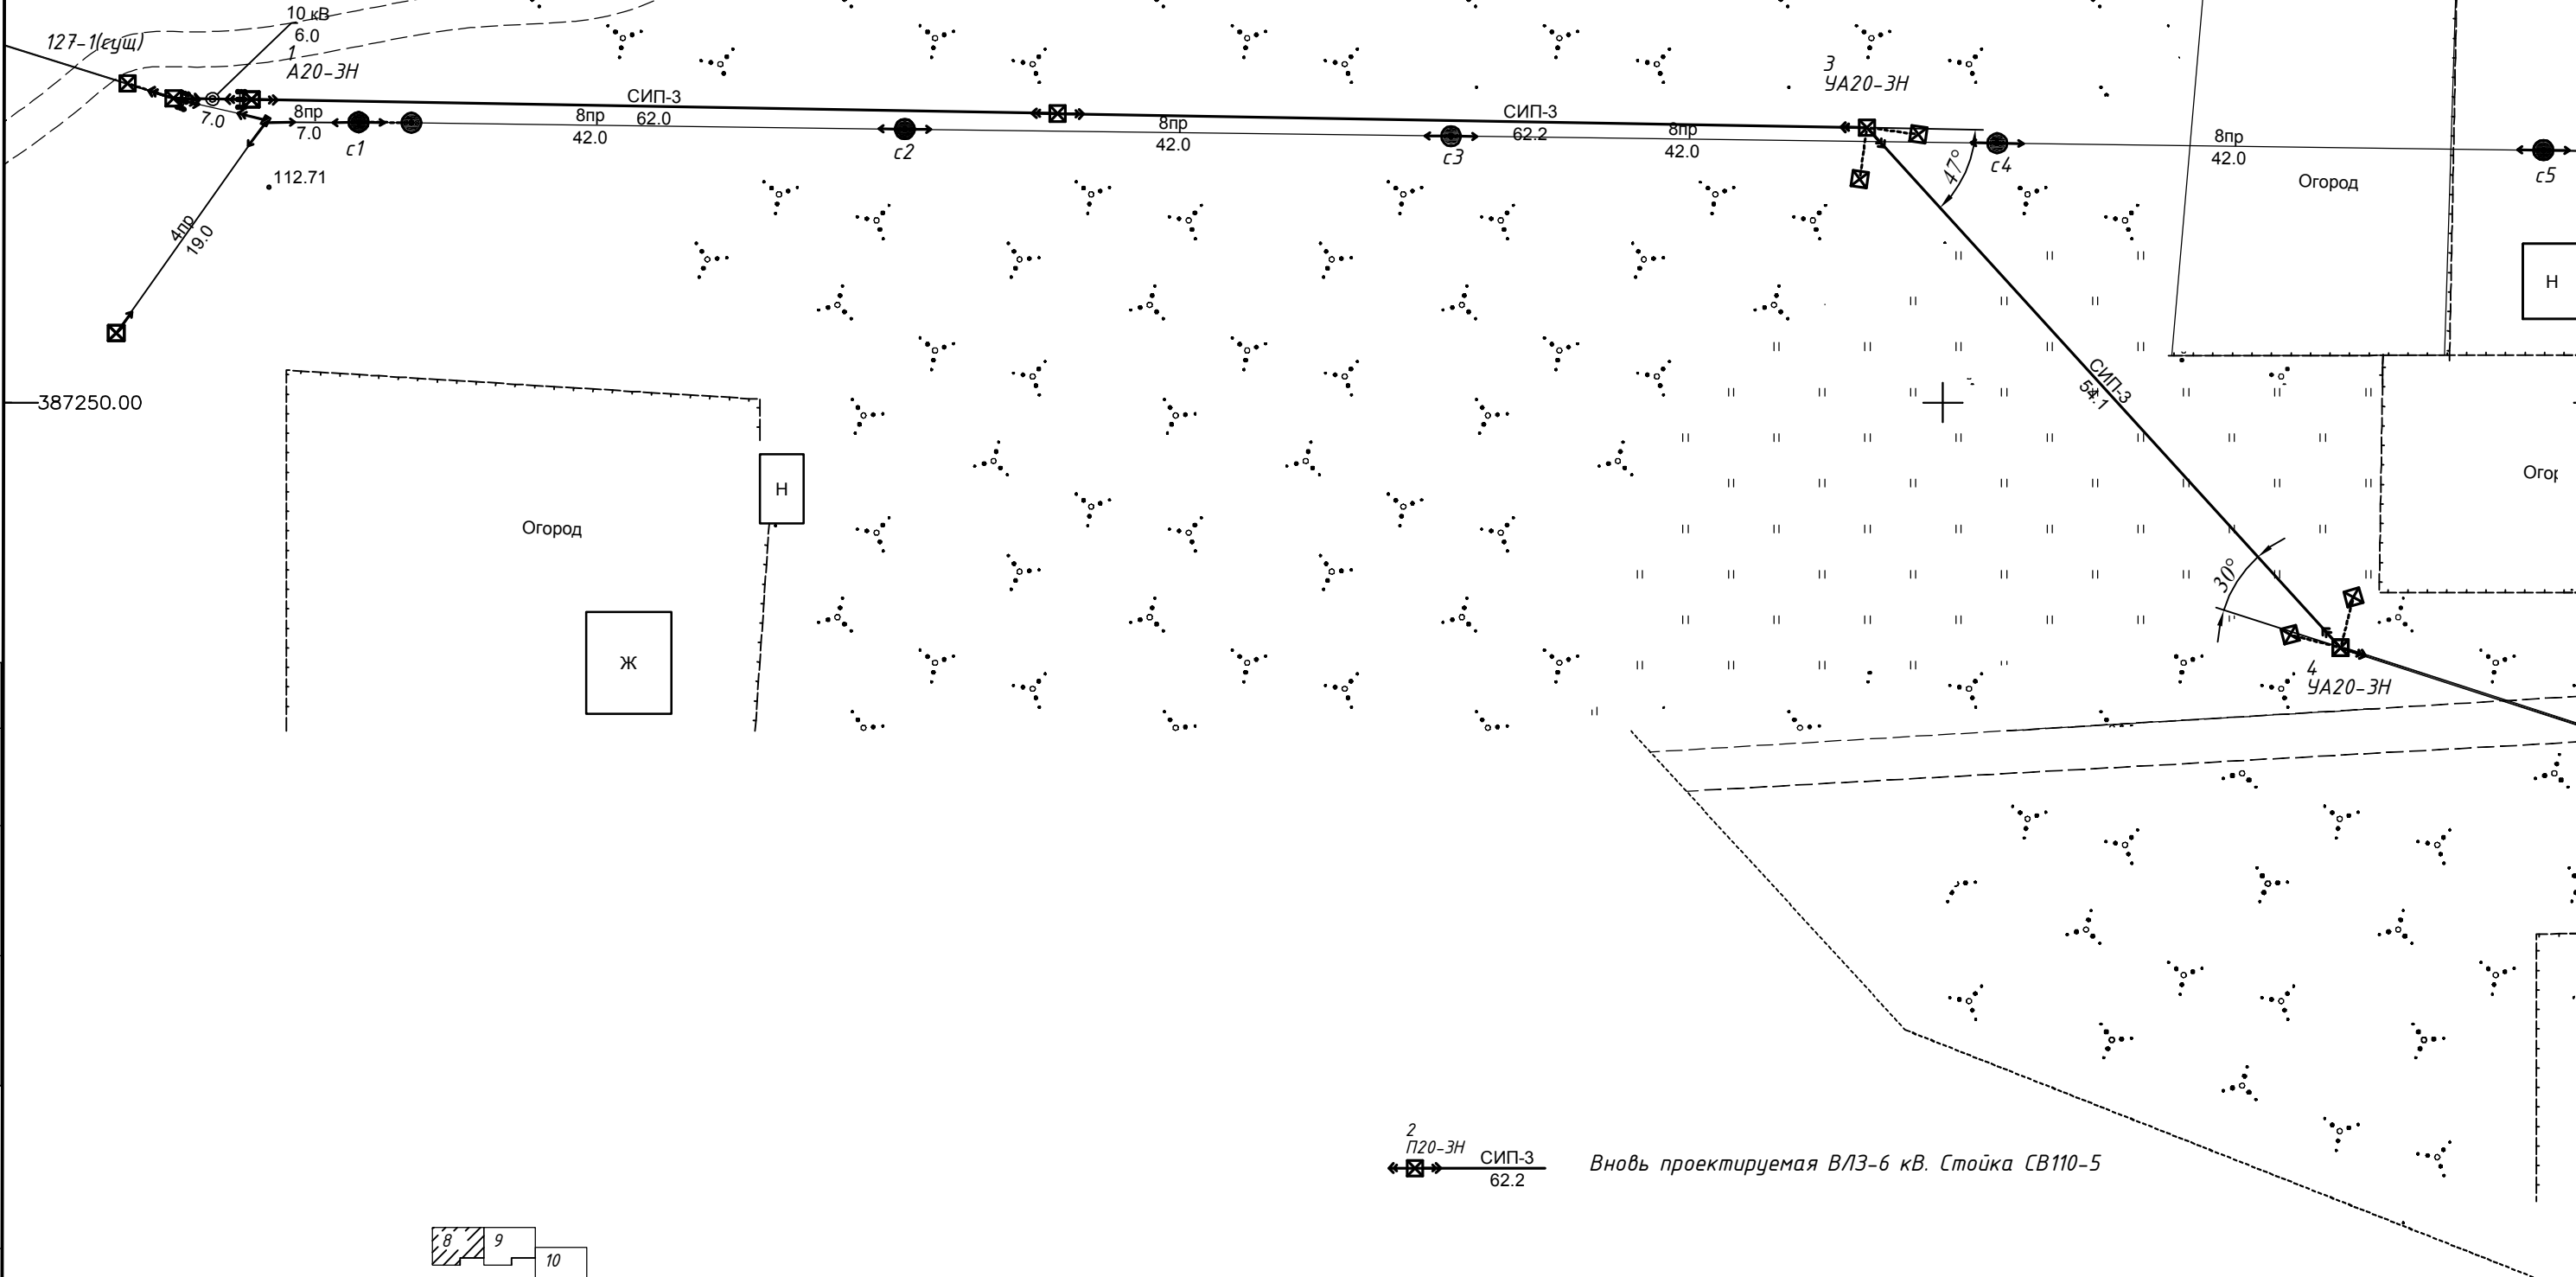 10 кВ
6.0
127-1(сущ)
1
А20-3Н
7.0
8пр
7.0
с1
8пр
42.0
СИП-3
62.0
с2
8пр
42.0
с3
СИП-3
62.2
8пр
42.0
3
УА20-3Н
47°
с4
8пр
42.0
Огород
с5
112.71
4пр
19.0
Н
387250.00
СИП-3
54.1
Н
Огород
Ж
30°
4
УА20-3Н
2
П20-3Н
СИП-3
62.2
Вновь проектируемая ВЛЗ-6 кВ. Стойка СВ110-5
8
9
10